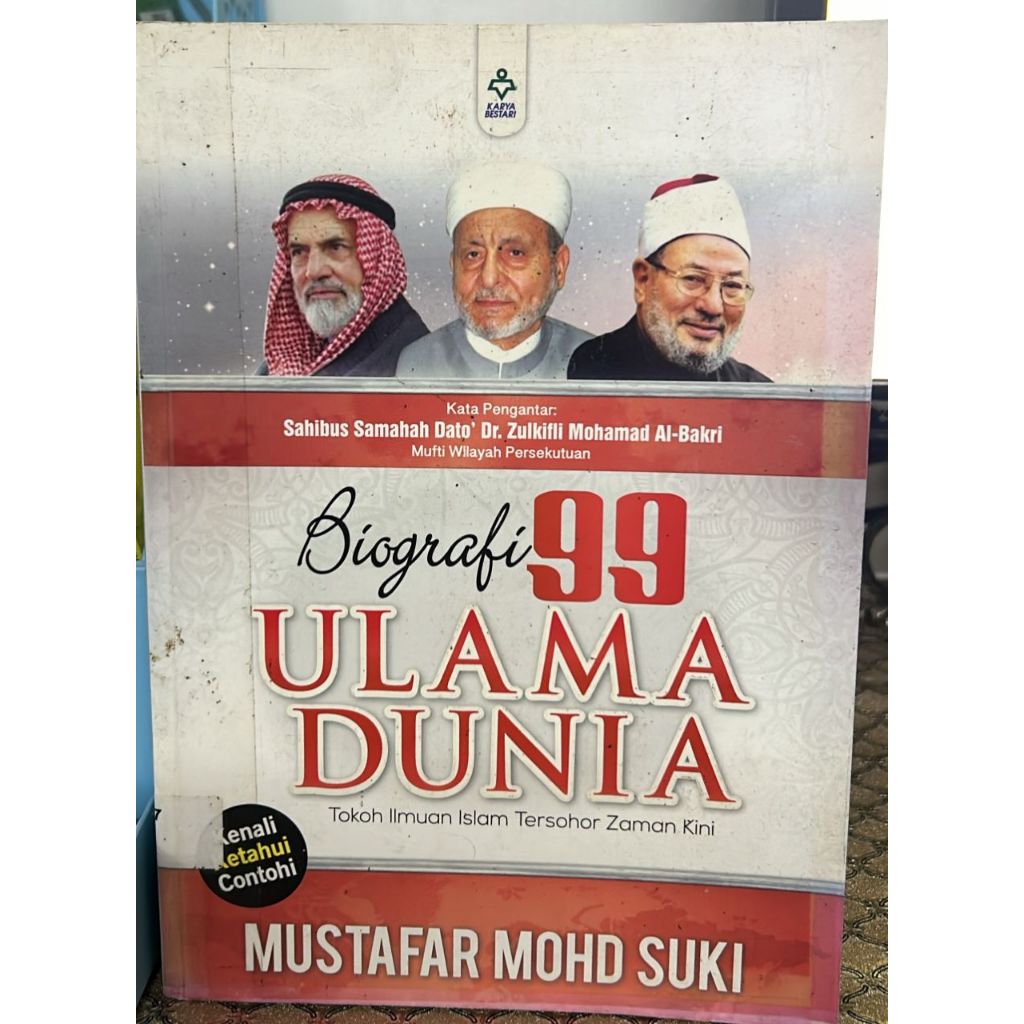 KARYA
BESTARI
Kata Pengantar:
Sahibus Samahah Dato' Dr. Zulkifli Mohamad Al-Bakri
Mufti Wilayah Persekutuan
Biografi 99
ULAMA
DUNIA
Tokoh Ilmuan Islam Tersohor Zaman Kini
Kenali
Ketahui
Contohi
MUSTAFAR MOHD SUKI